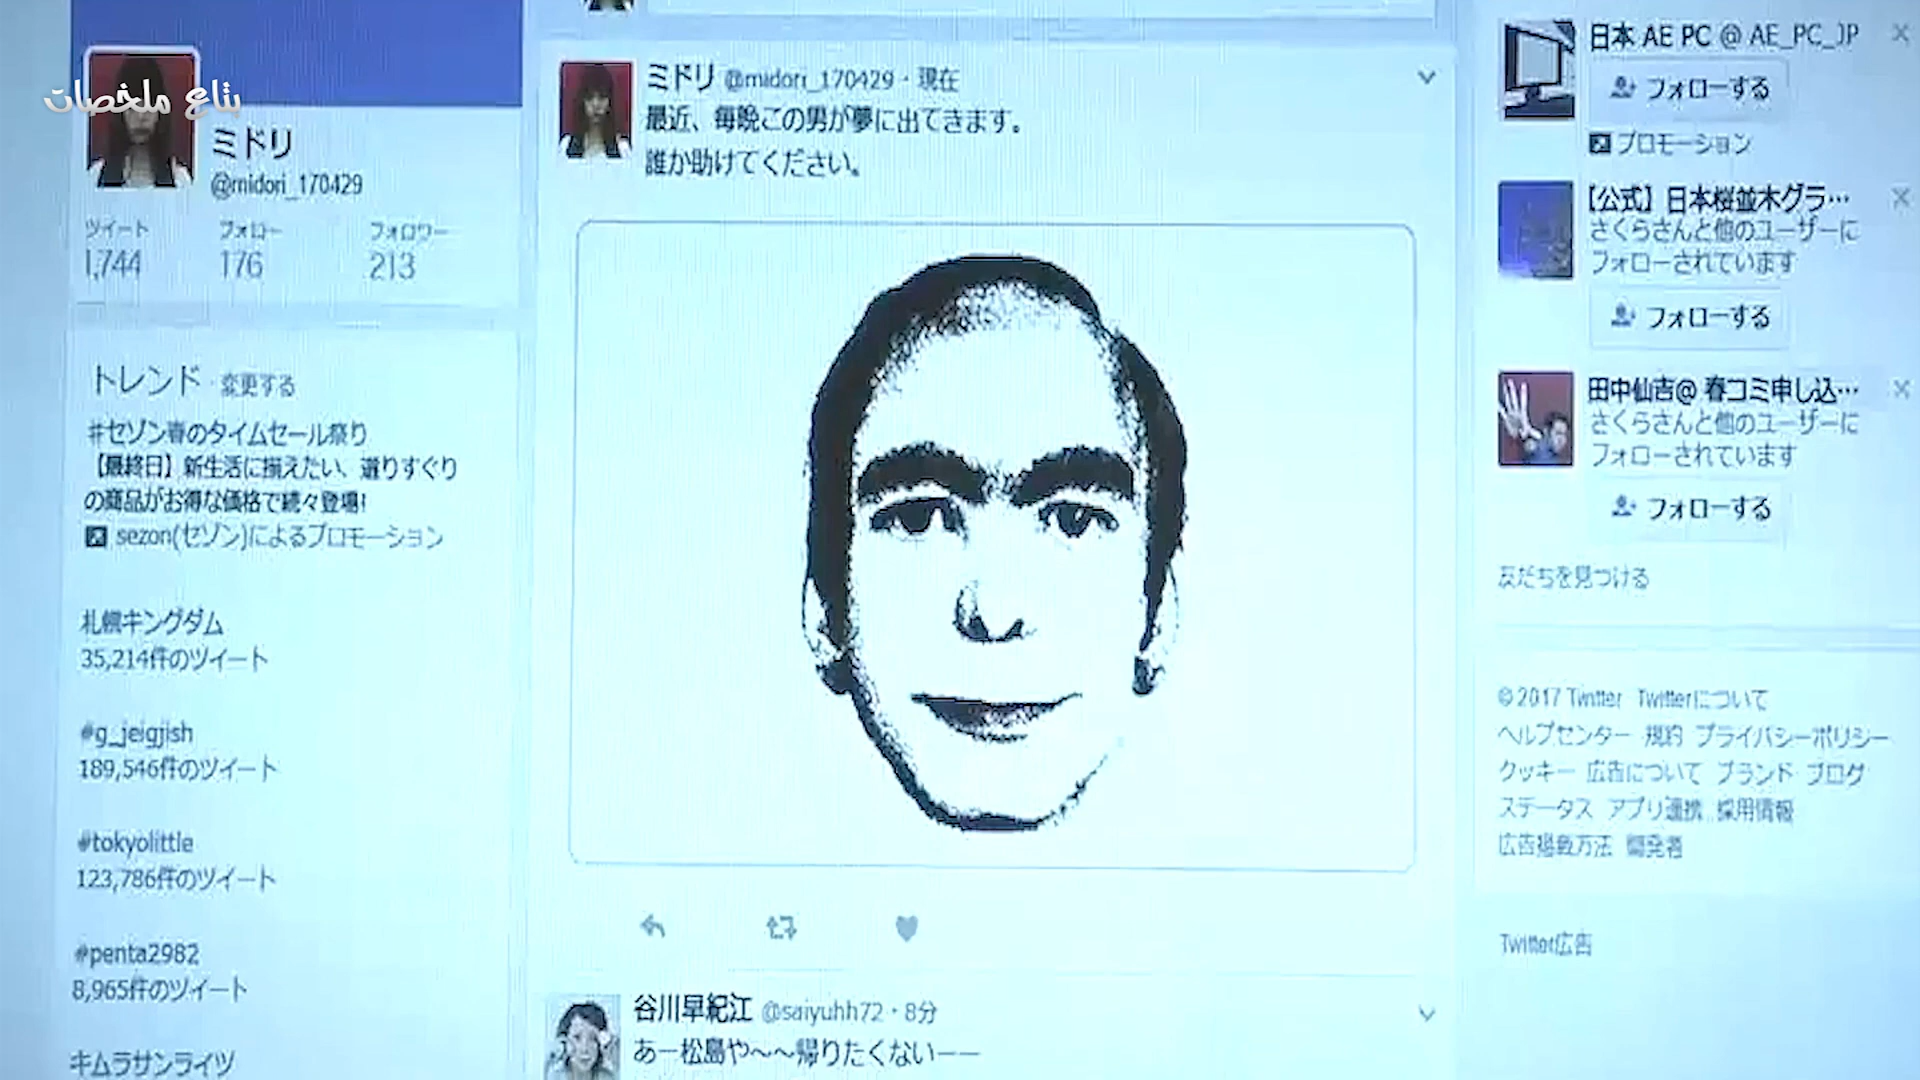 بتاع ملخصات
ミドリ
@midori_170429
ツイート フォロー フォロワー
1,744 176 213
トレンド・変更する
#セゾン春のタイムセール祭り
【最終日】新生活に揃えたい、選りすぐり
の商品がお得な価格で続々登場!
sezon(セゾン)によるプロモーション
札幌キングダム
35,214件のツイート
#g_jeigjish
189,546件のツイート
#tokyolittle
123,786件のツイート
#penta2982
8,965件のツイート
キムラサンライツ
ミドリ @midori_170429・現在
最近、毎晩この男が夢に出てきます。
誰か助けてください。
谷川早紀江 @saiyuhh72・8分
あー松島や〜〜帰りたくないーー
日本 AE PC @ AE_PC_JP
フォローする
プロモーション
【公式】日本桜並木グラ…
さくらさんと他のユーザーに
フォローされています
フォローする
田中仙吉@ 春コミ申し込…
さくらさんと他のユーザーに
フォローされています
フォローする
友だちを見つける
© 2017 Twitter Twitterについて
ヘルプセンター 規約 プライバシーポリシー
クッキー 広告について ブランド ブログ
ステータス アプリ連携 採用情報
広告掲載方法 開発者
Twitter広告